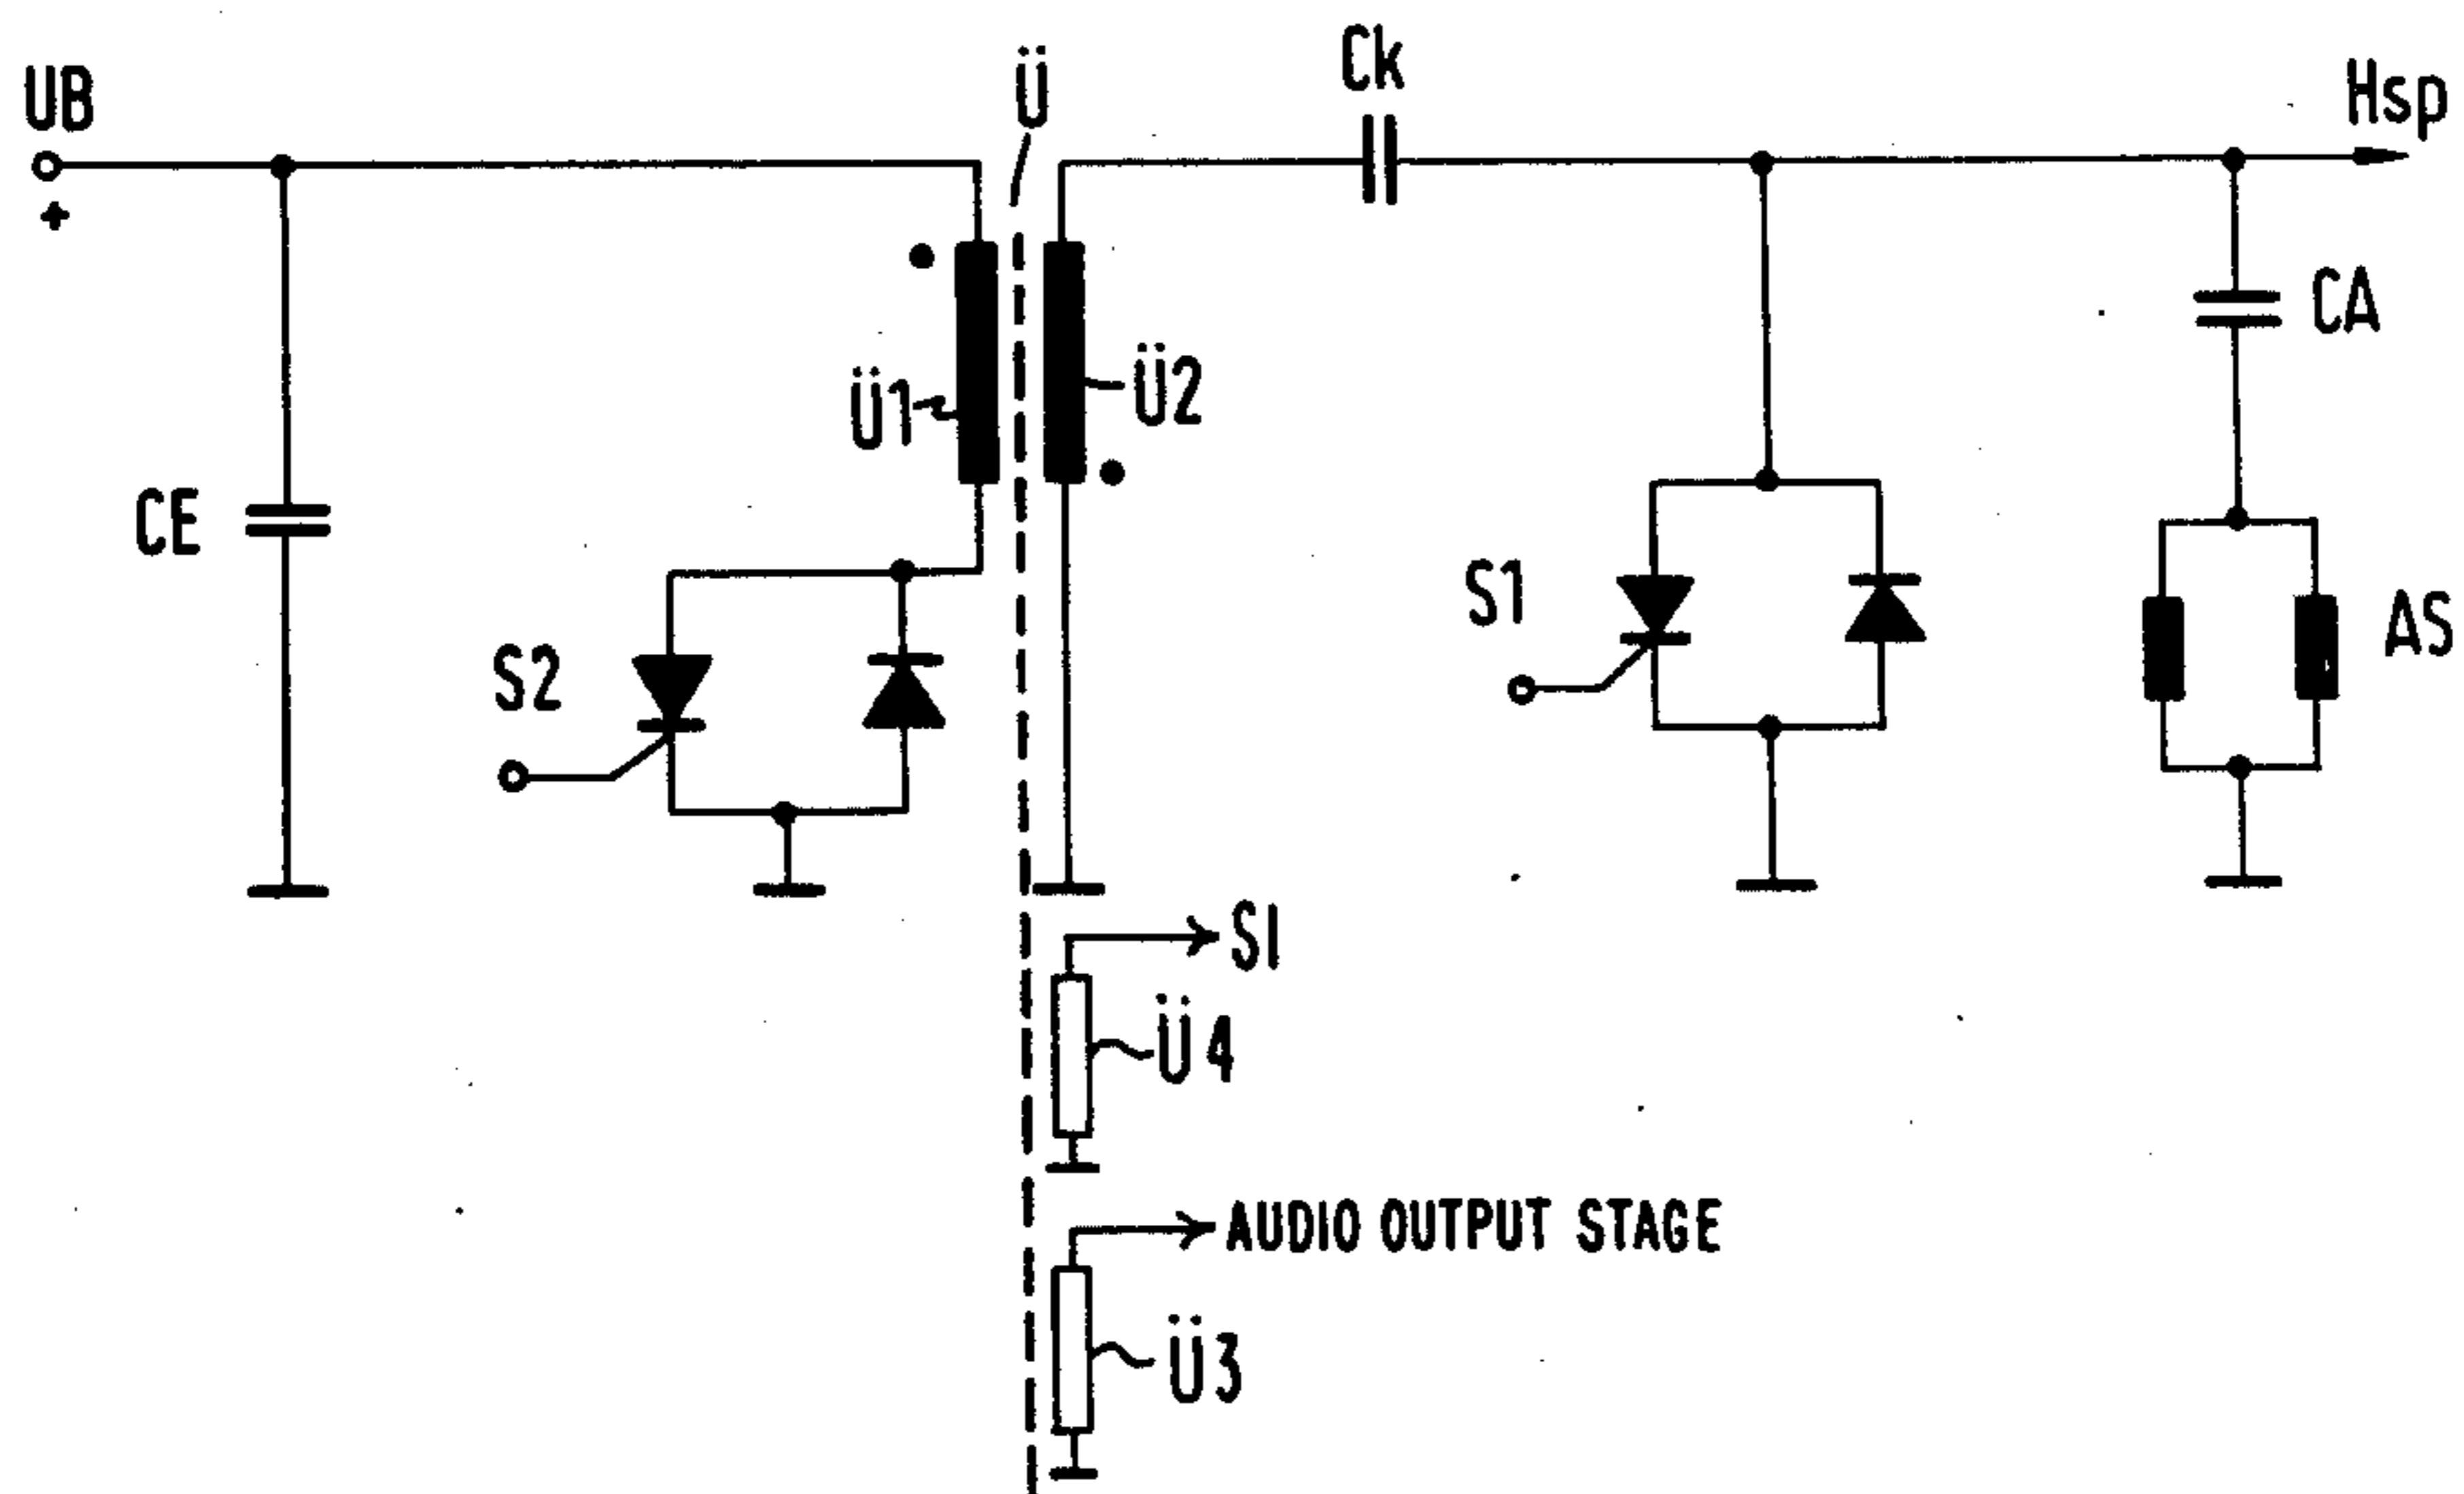 UB
+
Ü
Ck
Hsp
CA
Ü1
Ü2
CE
S1
AS
S2
SI
Ü4
AUDIO OUTPUT STAGE
Ü3